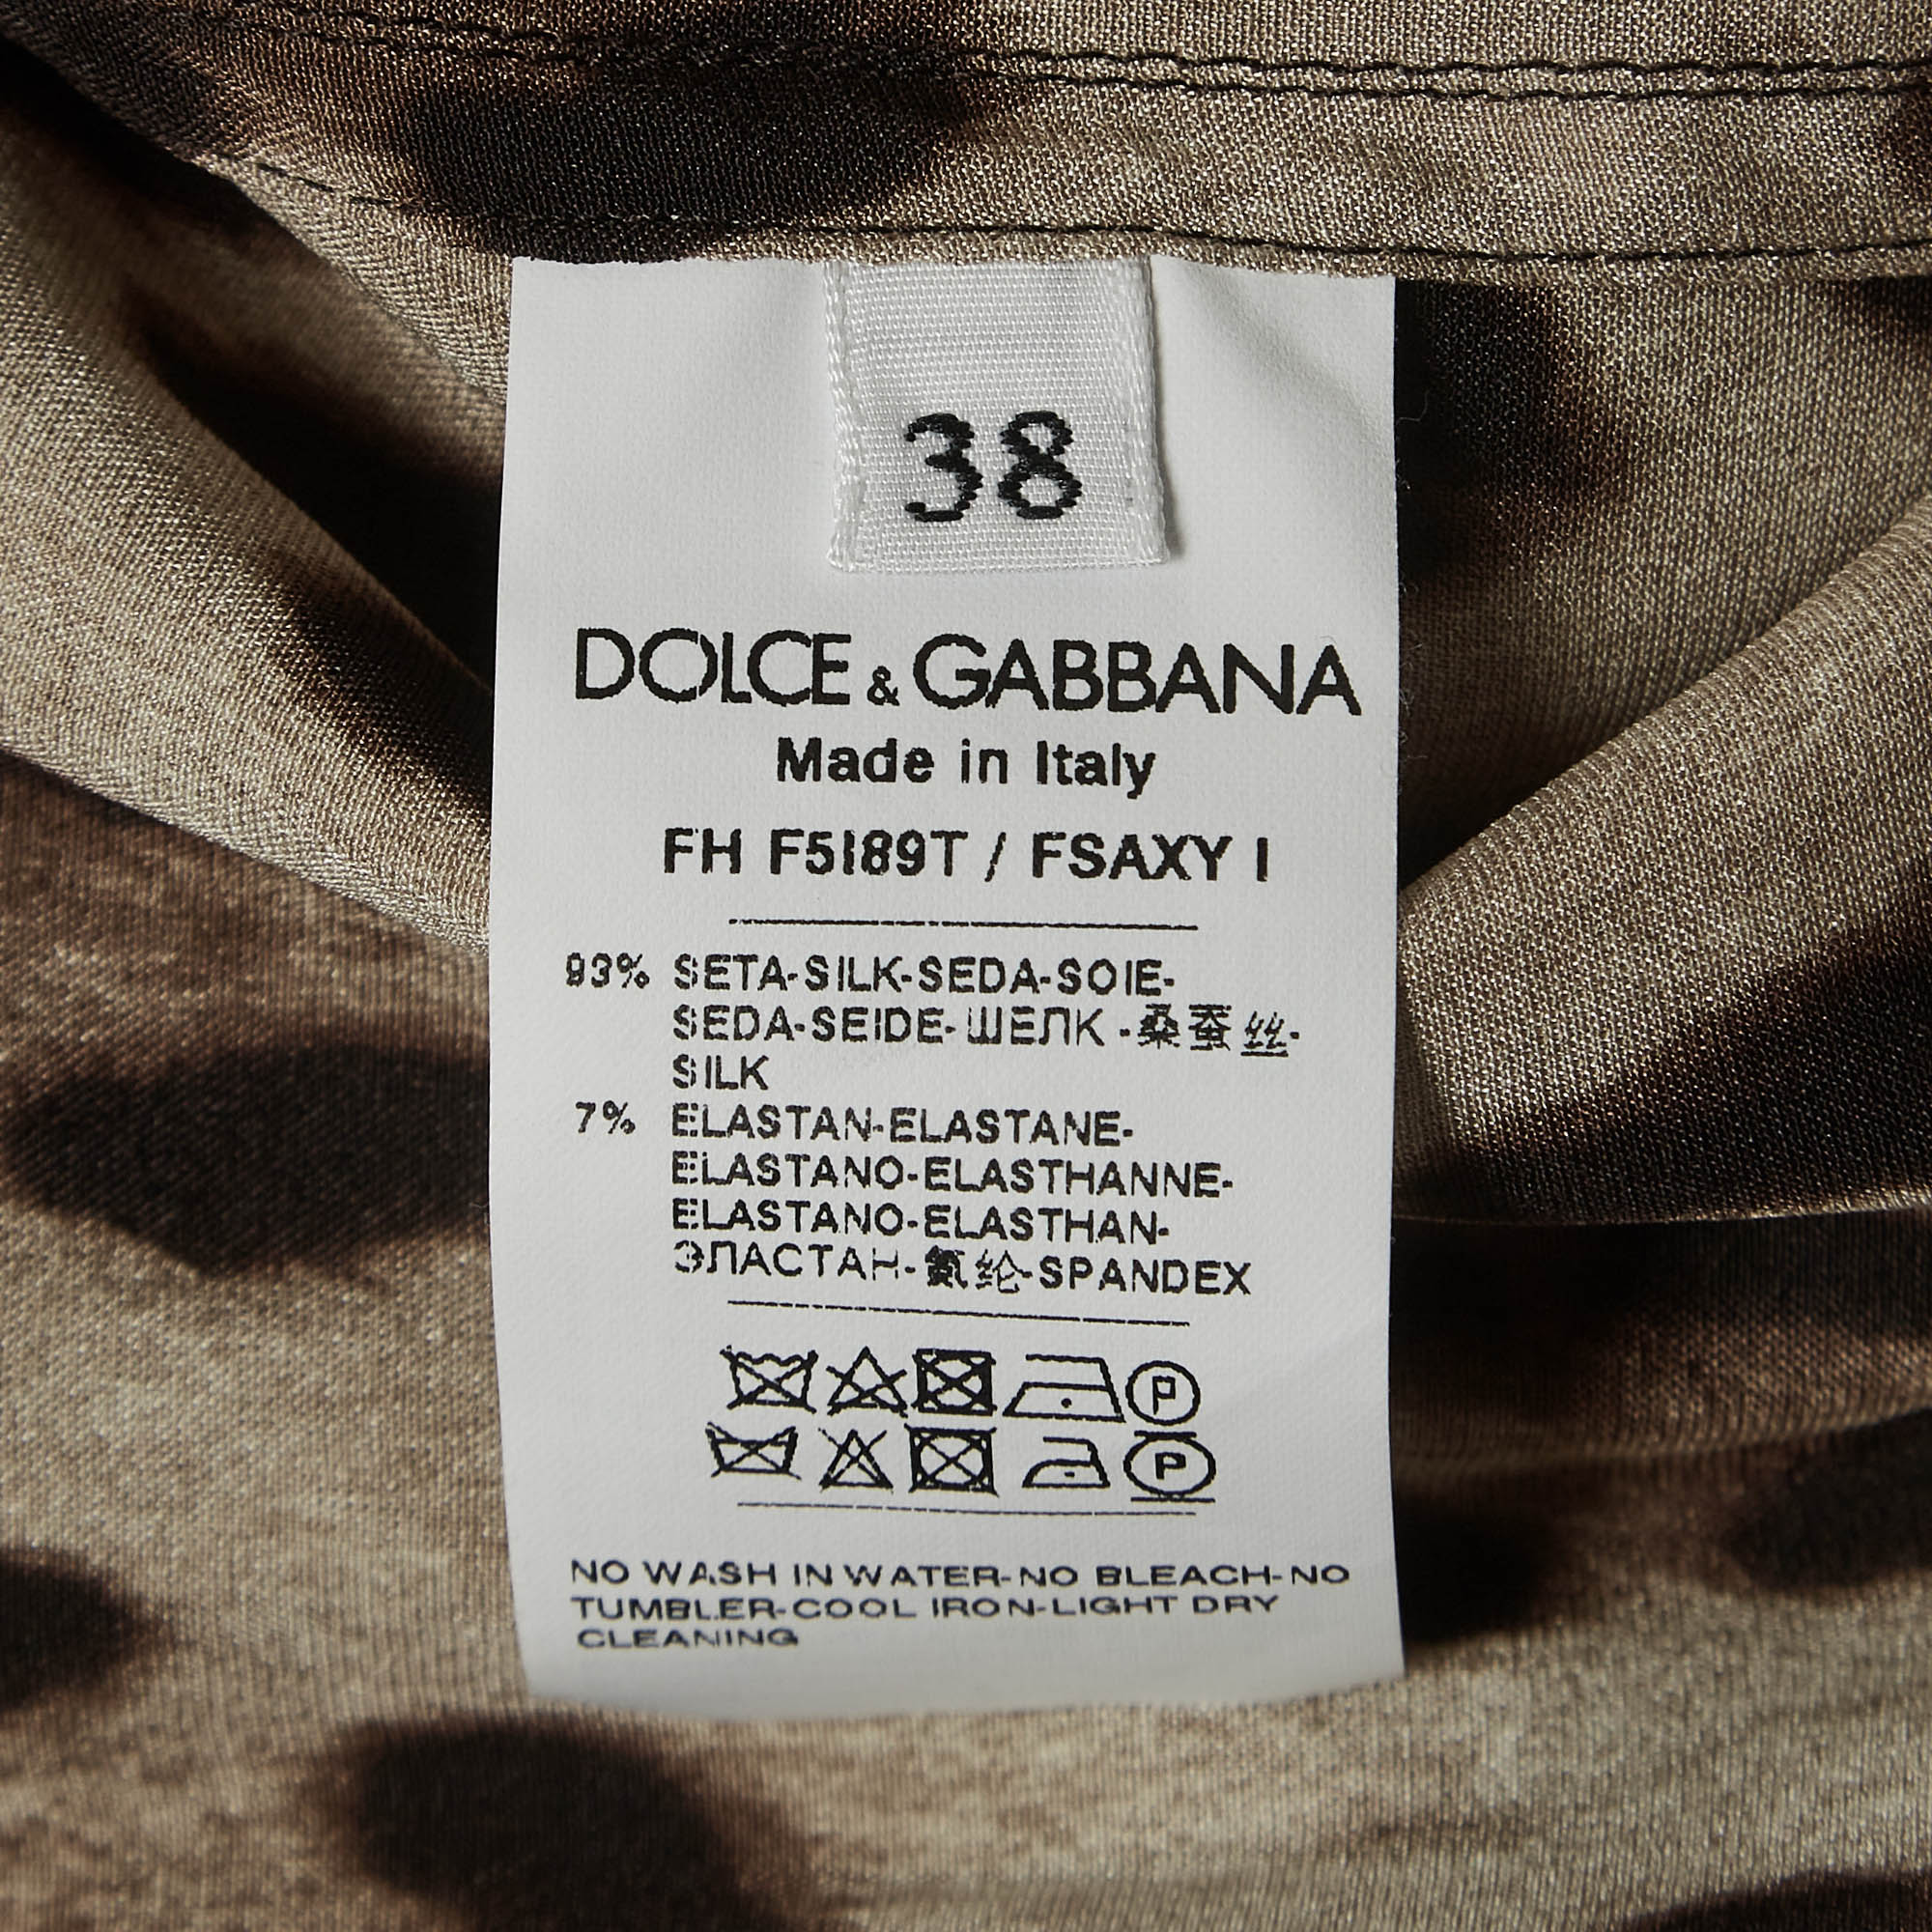 38
DOLCE & GABBANA
Made in Italy
FH F5I89T / FSAXY I
93% SETA-SILK-SEDA-SOIE-
SEDA-SEIDE-ШЕЛК-桑蚕丝-
SILK
7% ELASTAN-ELASTANE-
ELASTANO-ELASTHANNE-
ELASTANO-ELASTHAN-
ЭЛАСТАН-氨纶-SPANDEX
P
P
NO WASH IN WATER-NO BLEACH-NO
TUMBLER-COOL IRON-LIGHT DRY
CLEANING